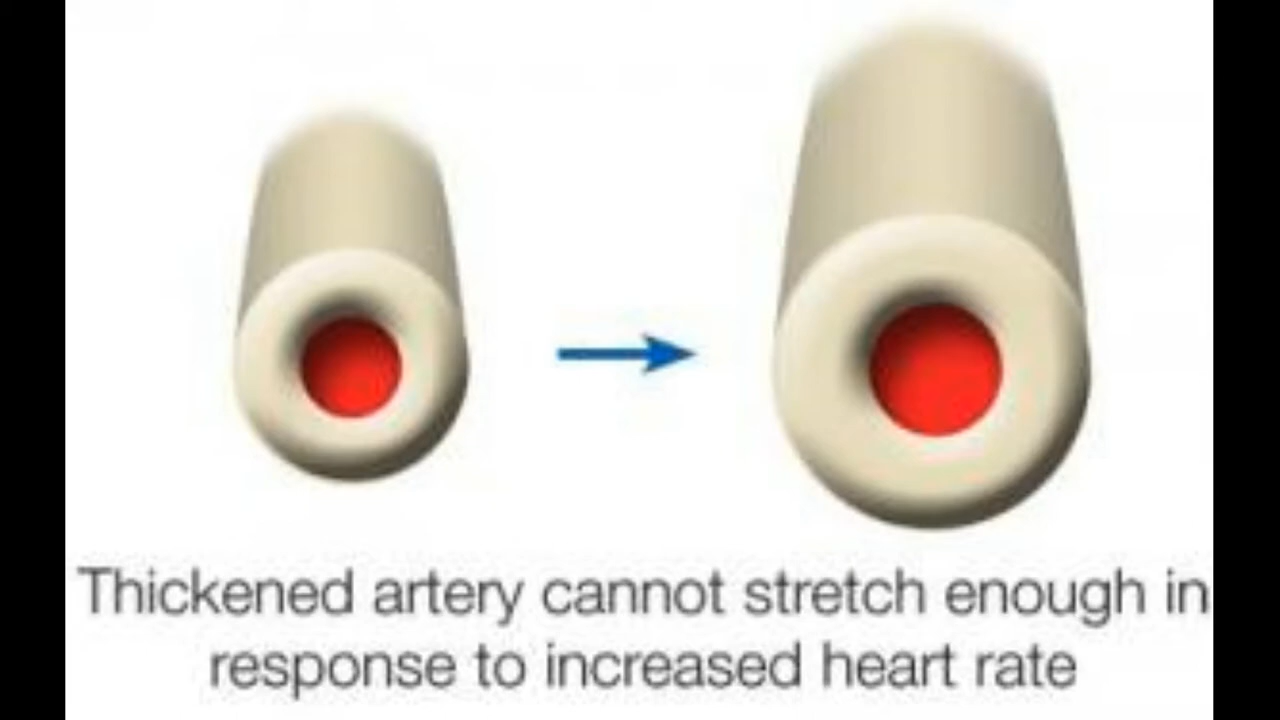 Thickened artery cannot stretch enough in
response to increased heart rate